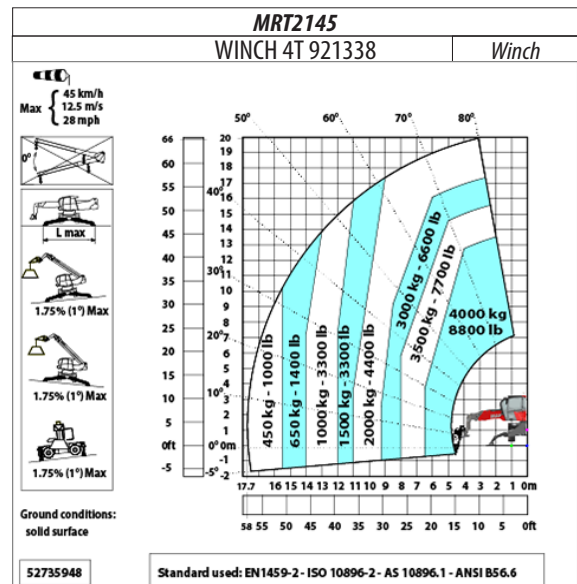 MRT2145
WINCH 4T 921338 Winch
Max { 45 km/h
12.5 m/s
28 mph
0°
L max
1.75% (1°) Max
1.75% (1°) Max
1.75% (1°) Max
Ground conditions:
solid surface
50° 60° 70° 80°
40°
30°
20°
10°
0°
-5°
66
60
55
50
45
40
35
30
25
20
15
10
5
0ft
-5
20
19
18
17
16
15
14
13
12
11
10
9
8
7
6
5
4
3
2
1
0m
-1
-2
450 kg - 1000 lb
650 kg - 1400 lb
1000 kg - 3300 lb
1500 kg - 3300 lb
2000 kg - 4400 lb
3000 kg - 6600 lb
3500 kg - 7700 lb
4000 kg
8800 lb
17.7 16 15 14 13 12 11 10 9 8 7 6 5 4 3 2 1 0m
58 55 50 45 40 35 30 25 20 15 10 5 0ft
52735948
Standard used: EN1459-2 - ISO 10896-2 - AS 10896.1 - ANSI B56.6